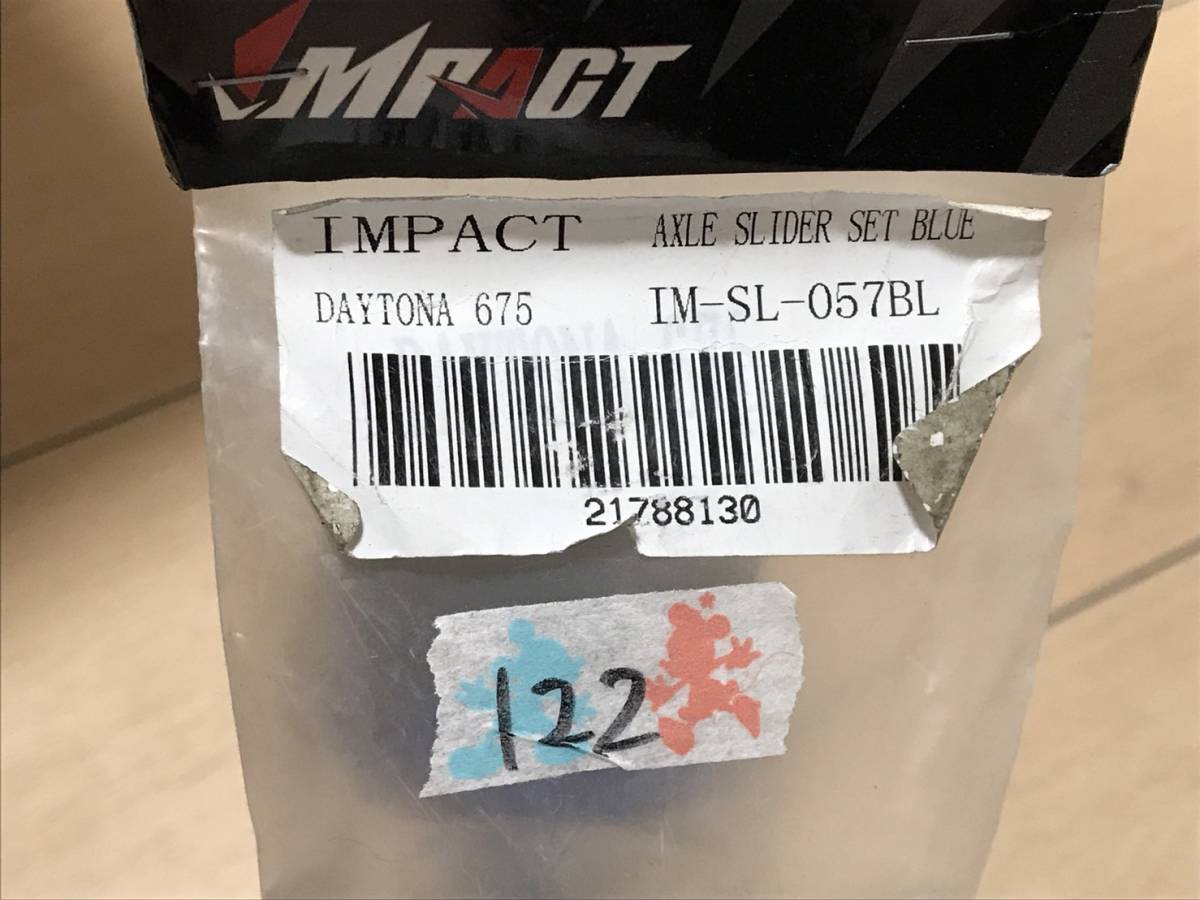 IMPACT
IMPACT AXLE SLIDER SET BLUE
DAYTONA 675 IM-SL-057BL
21788130
122